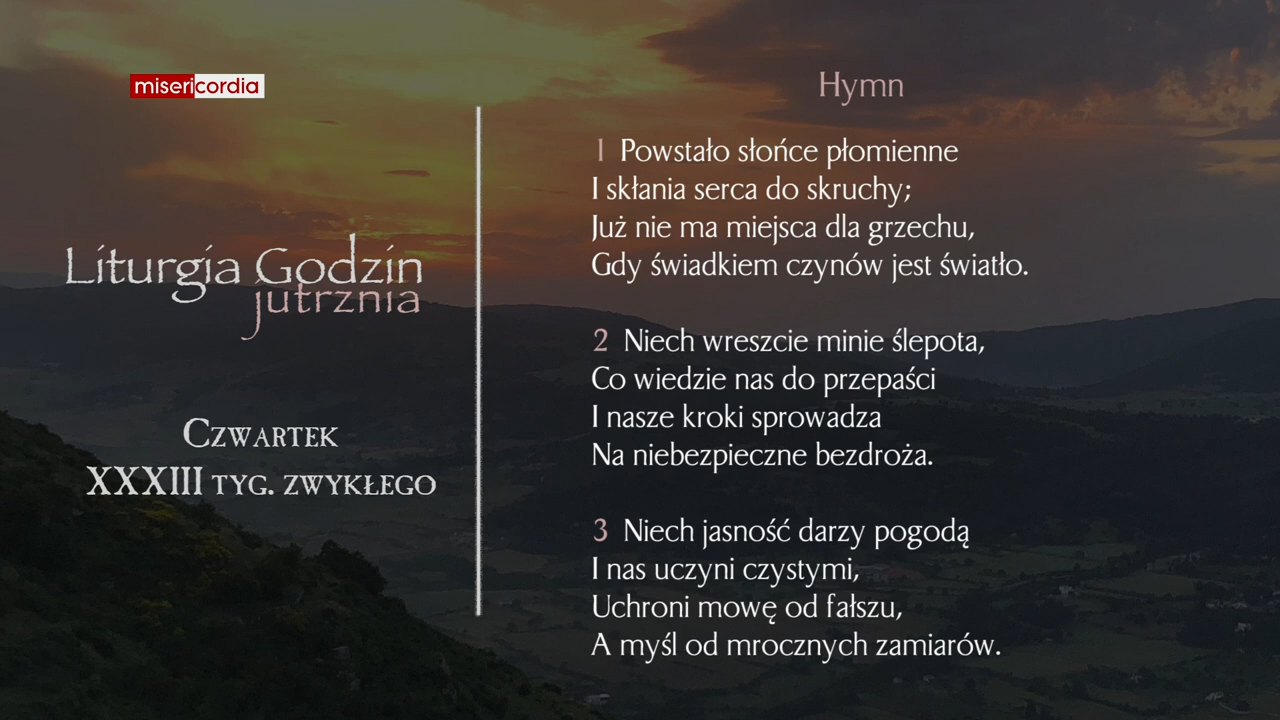 misericordia
Liturgia Godzin
jutrznia
Czwartek
XXXIII tyg. zwykłego
Hymn
1 Powstało słońce płomienne
I skłania serca do skruchy;
Już nie ma miejsca dla grzechu,
Gdy świadkiem czynów jest światło.
2 Niech wreszcie minie ślepota,
Co wiedzie nas do przepaści
I nasze kroki sprowadza
Na niebezpieczne bezdroża.
3 Niech jasność darzy pogodą
I nas uczyni czystymi,
Uchroni mowę od fałszu,
A myśl od mrocznych zamiarów.